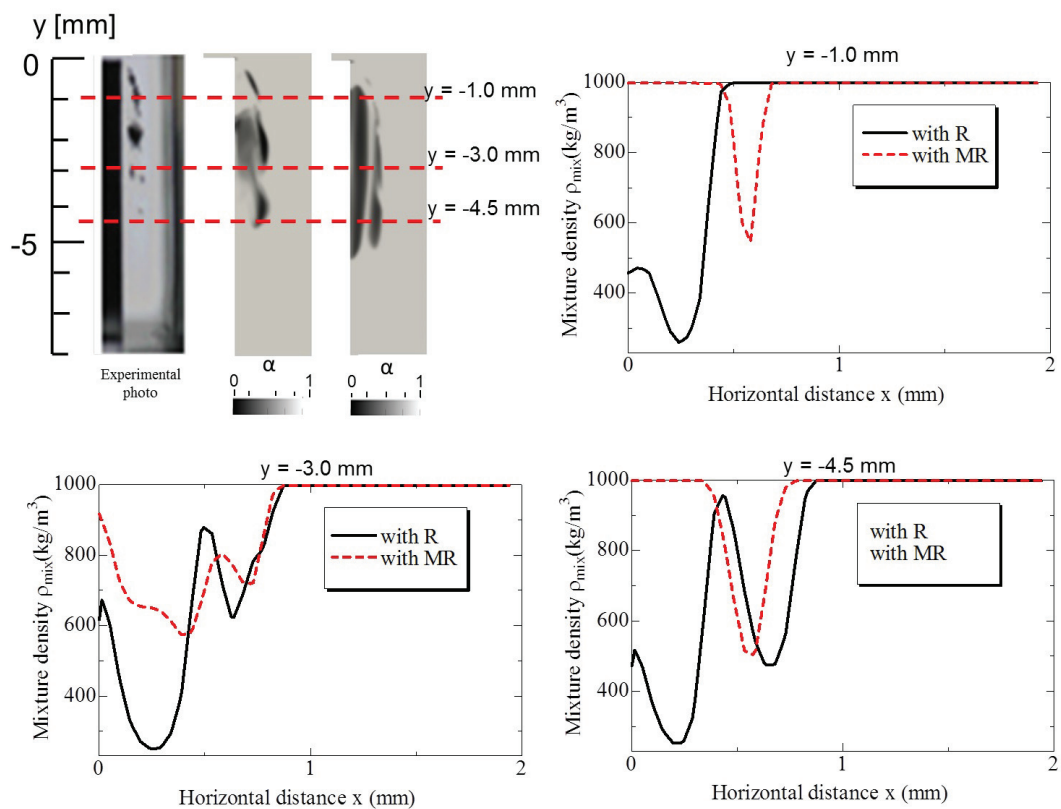 y [mm]
0
-5
y = -1.0 mm
y = -3.0 mm
y = -4.5 mm
Experimental
photo
α
0 1
α
0 1
y = -1.0 mm
Mixture density ρmix(kg/m³)
1000
800
600
400
with R
with MR
0 1 2
Horizontal distance x (mm)
y = -3.0 mm
Mixture density ρmix(kg/m³)
1000
800
600
400
with R
with MR
0 1 2
Horizontal distance x (mm)
y = -4.5 mm
Mixture density ρmix(kg/m³)
1000
800
600
400
with R
with MR
0 1 2
Horizontal distance x (mm)